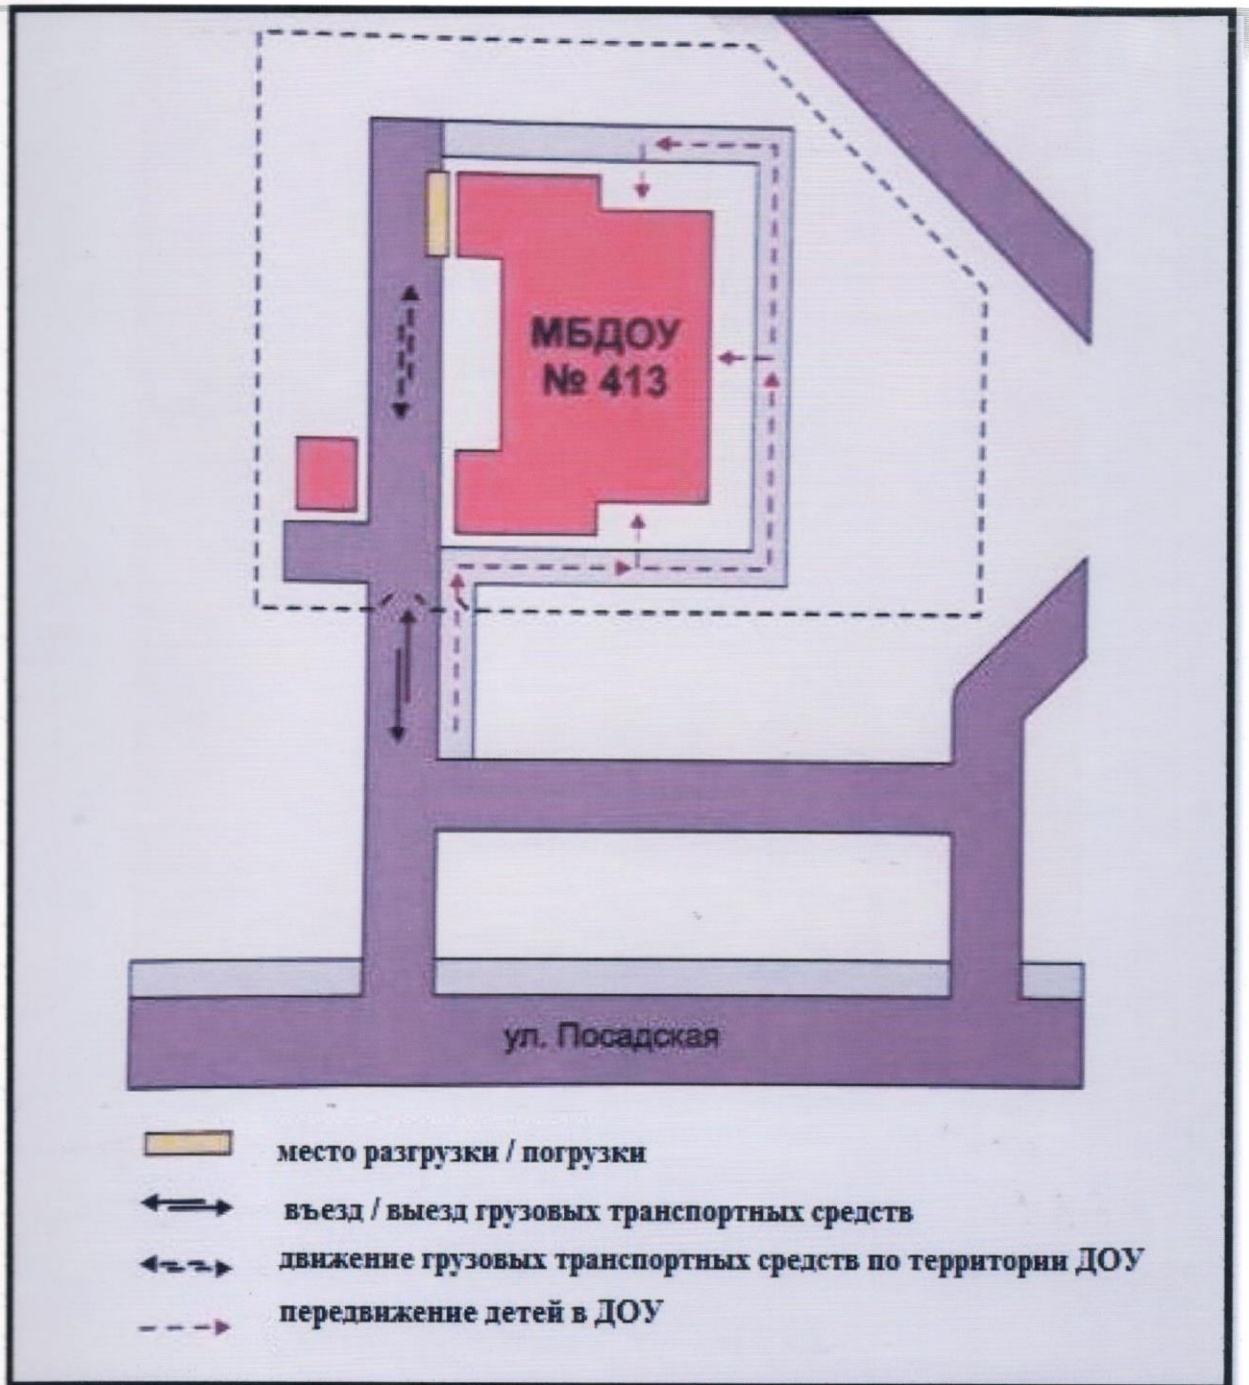 МБДОУ
№ 413
ул. Посадская
место разгрузки / погрузки
въезд / выезд грузовых транспортных средств
движение грузовых транспортных средств по территории ДОУ
передвижение детей в ДОУ